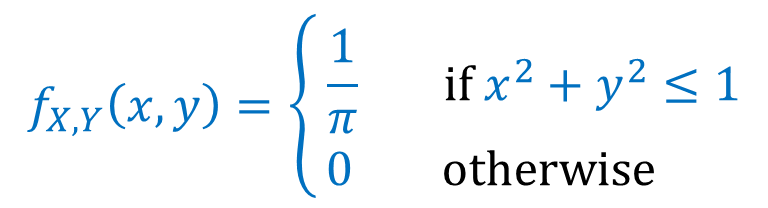 f_{X,Y}(x, y) = { 1/π if x² + y² ≤ 1
0 otherwise